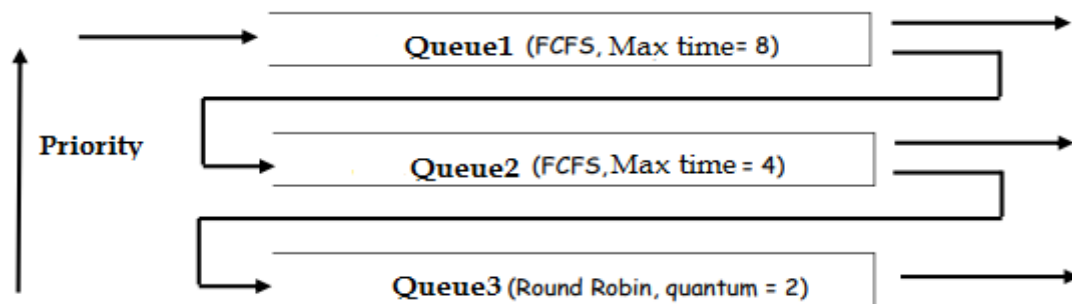 Queue1 (FCFS, Max time= 8)
Priority
Queue2 (FCFS, Max time = 4)
Queue3 (Round Robin, quantum = 2)